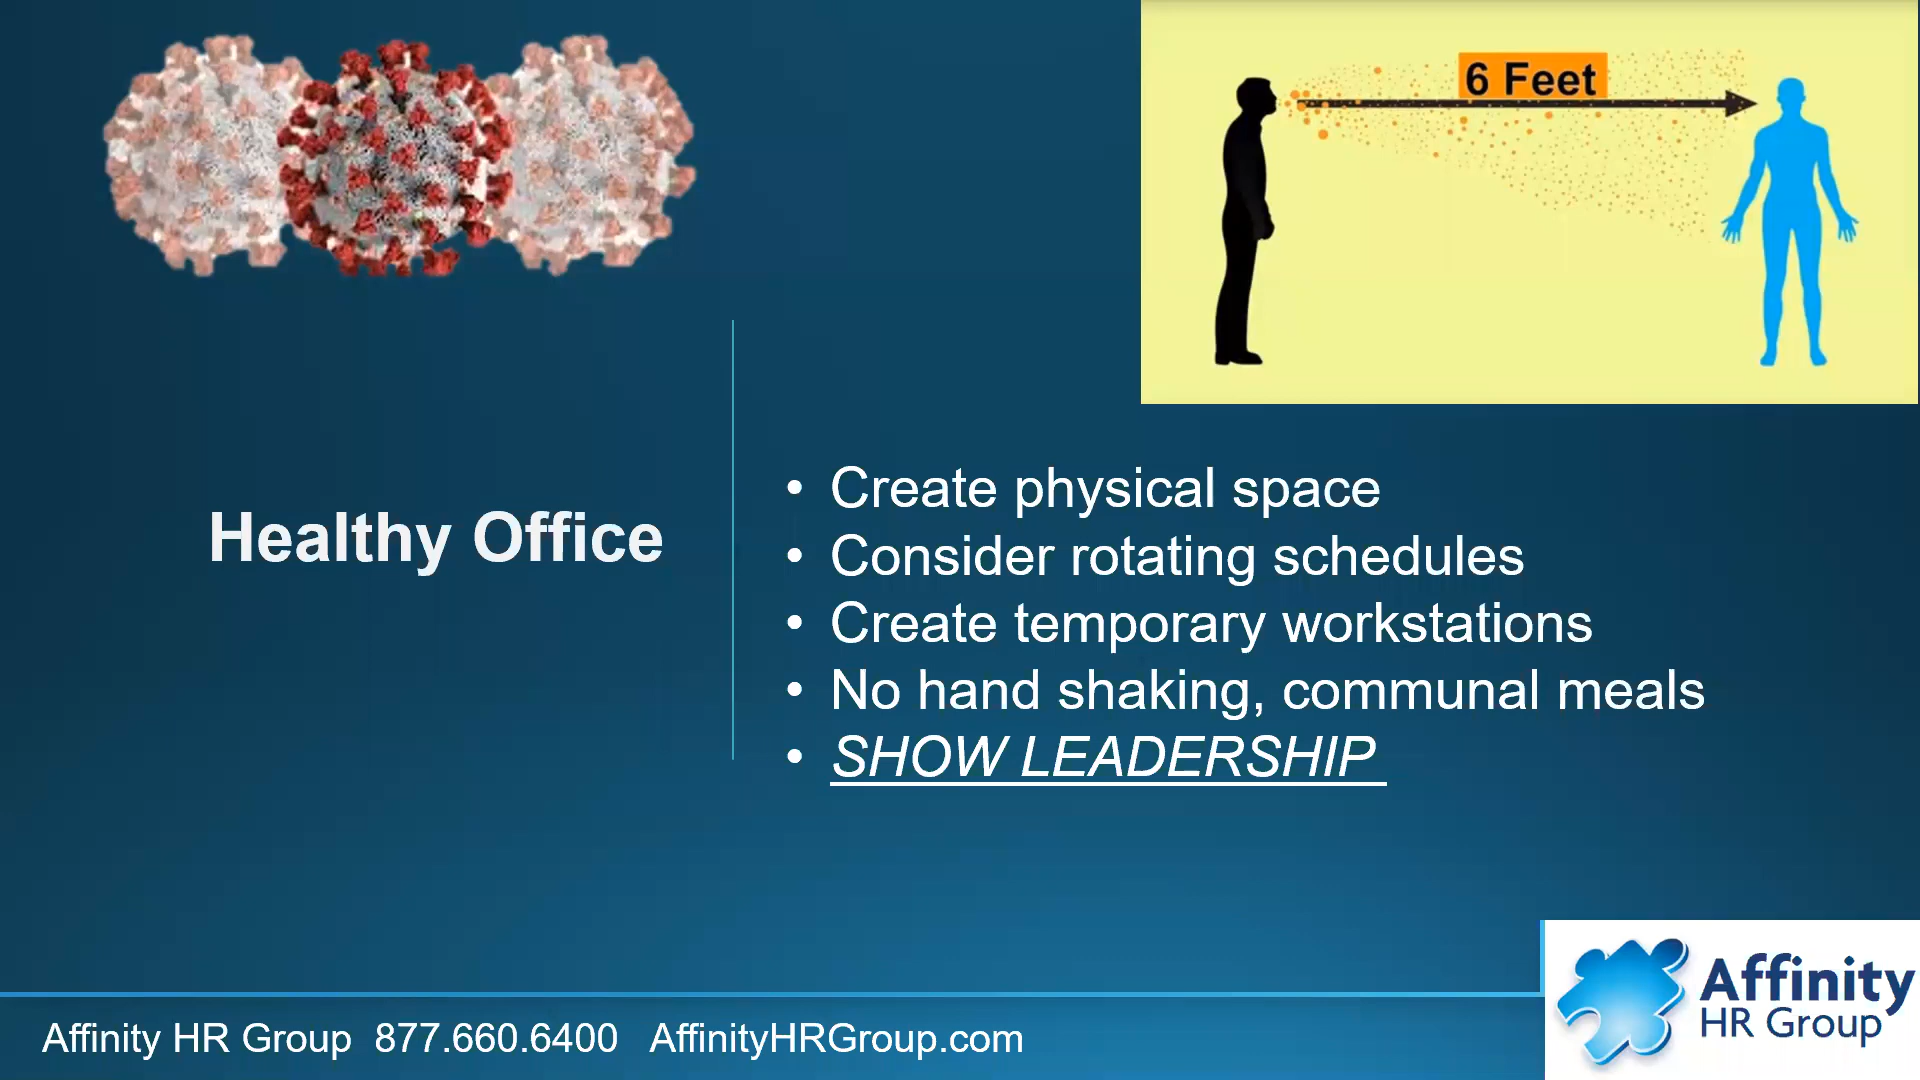 6 Feet
Healthy Office
• Create physical space
• Consider rotating schedules
• Create temporary workstations
• No hand shaking, communal meals
• SHOW LEADERSHIP
Affinity HR Group 877.660.6400 AffinityHRGroup.com
Affinity
HR Group